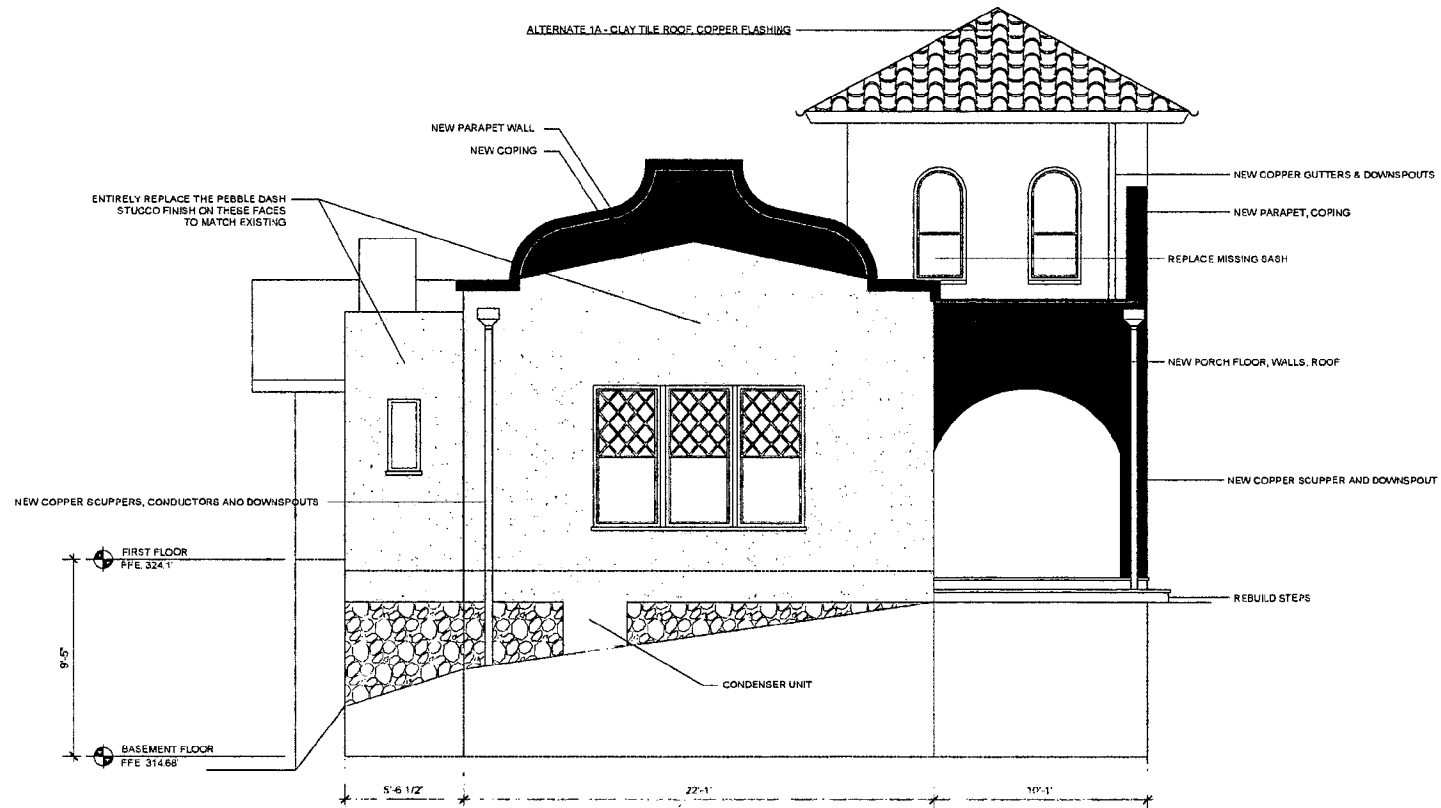 ALTERNATE 1A - CLAY TILE ROOF, COPPER FLASHING
NEW PARAPET WALL
NEW COPING
ENTIRELY REPLACE THE PEBBLE DASH
STUCCO FINISH ON THESE FACES
TO MATCH EXISTING
NEW COPPER GUTTERS & DOWNSPOUTS
NEW PARAPET, COPING
REPLACE MISSING SASH
NEW PORCH FLOOR, WALLS, ROOF
NEW COPPER SCUPPERS, CONDUCTORS AND DOWNSPOUTS
NEW COPPER SCUPPER AND DOWNSPOUT
FIRST FLOOR
FFE 324.1'
REBUILD STEPS
9'-5"
CONDENSER UNIT
BASEMENT FLOOR
FFE 314.68'
5'-6 1/2"
22'-1"
10'-1"